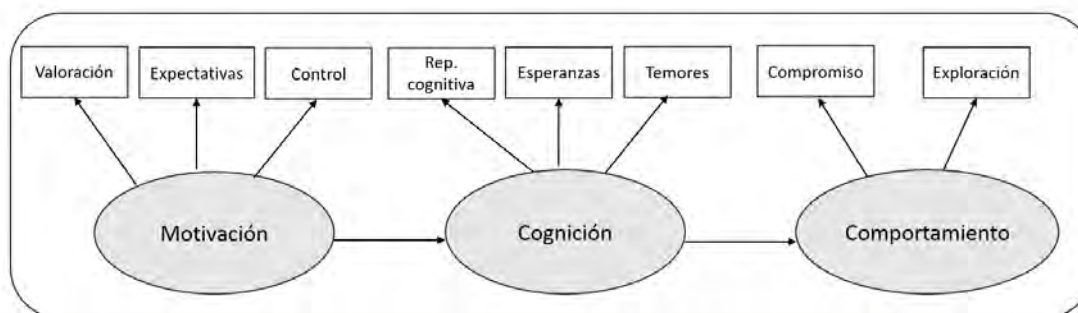 Valoración
Expectativas
Control
Rep.
cognitiva
Esperanzas
Temores
Compromiso
Exploración
Motivación
Cognición
Comportamiento